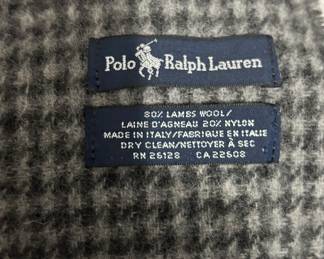 Polo Ralph Lauren
80% LAMBS WOOL/
LAINE D'AGNEAU 20% NYLON
MADE IN ITALY/FABRIQUE EN ITALIE
DRY CLEAN/NETTOYER À SEC
RN 26128 CA 22608